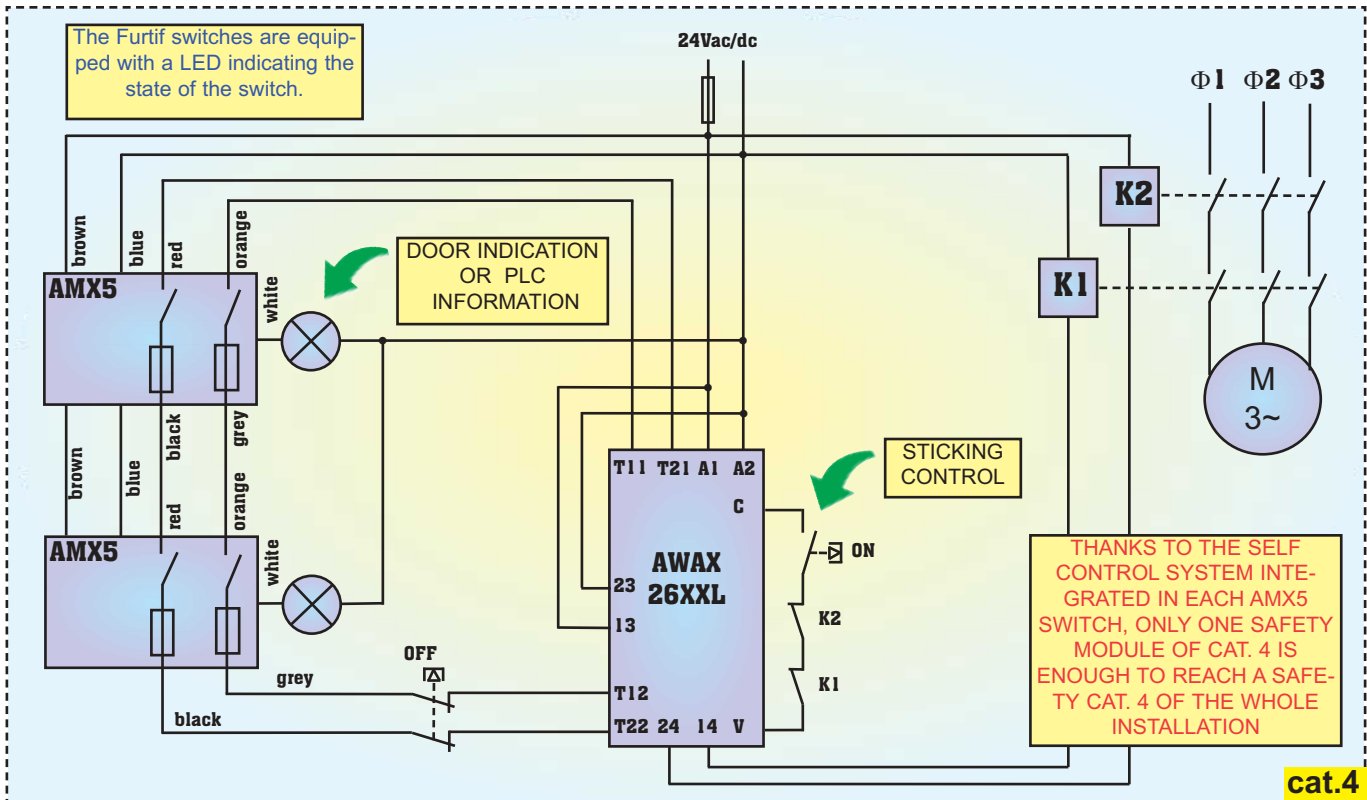 The Furtif switches are equip-
ped with a LED indicating the
state of the switch.
24Vac/dc
Φ1 Φ2 Φ3
K2
K1
M
3~
brown
blue
red
orange
AMX5
white
DOOR INDICATION
OR PLC
INFORMATION
brown
blue
black
grey
red
orange
AMX5
white
T11 T21 A1 A2
C
AWAX
26XXL
23
13
T12
T22 24 14 V
STICKING
CONTROL
ON
K2
K1
OFF
grey
black
THANKS TO THE SELF
CONTROL SYSTEM INTE-
GRATED IN EACH AMX5
SWITCH, ONLY ONE SAFETY
MODULE OF CAT. 4 IS
ENOUGH TO REACH A SAFE-
TY CAT. 4 OF THE WHOLE
INSTALLATION
cat.4